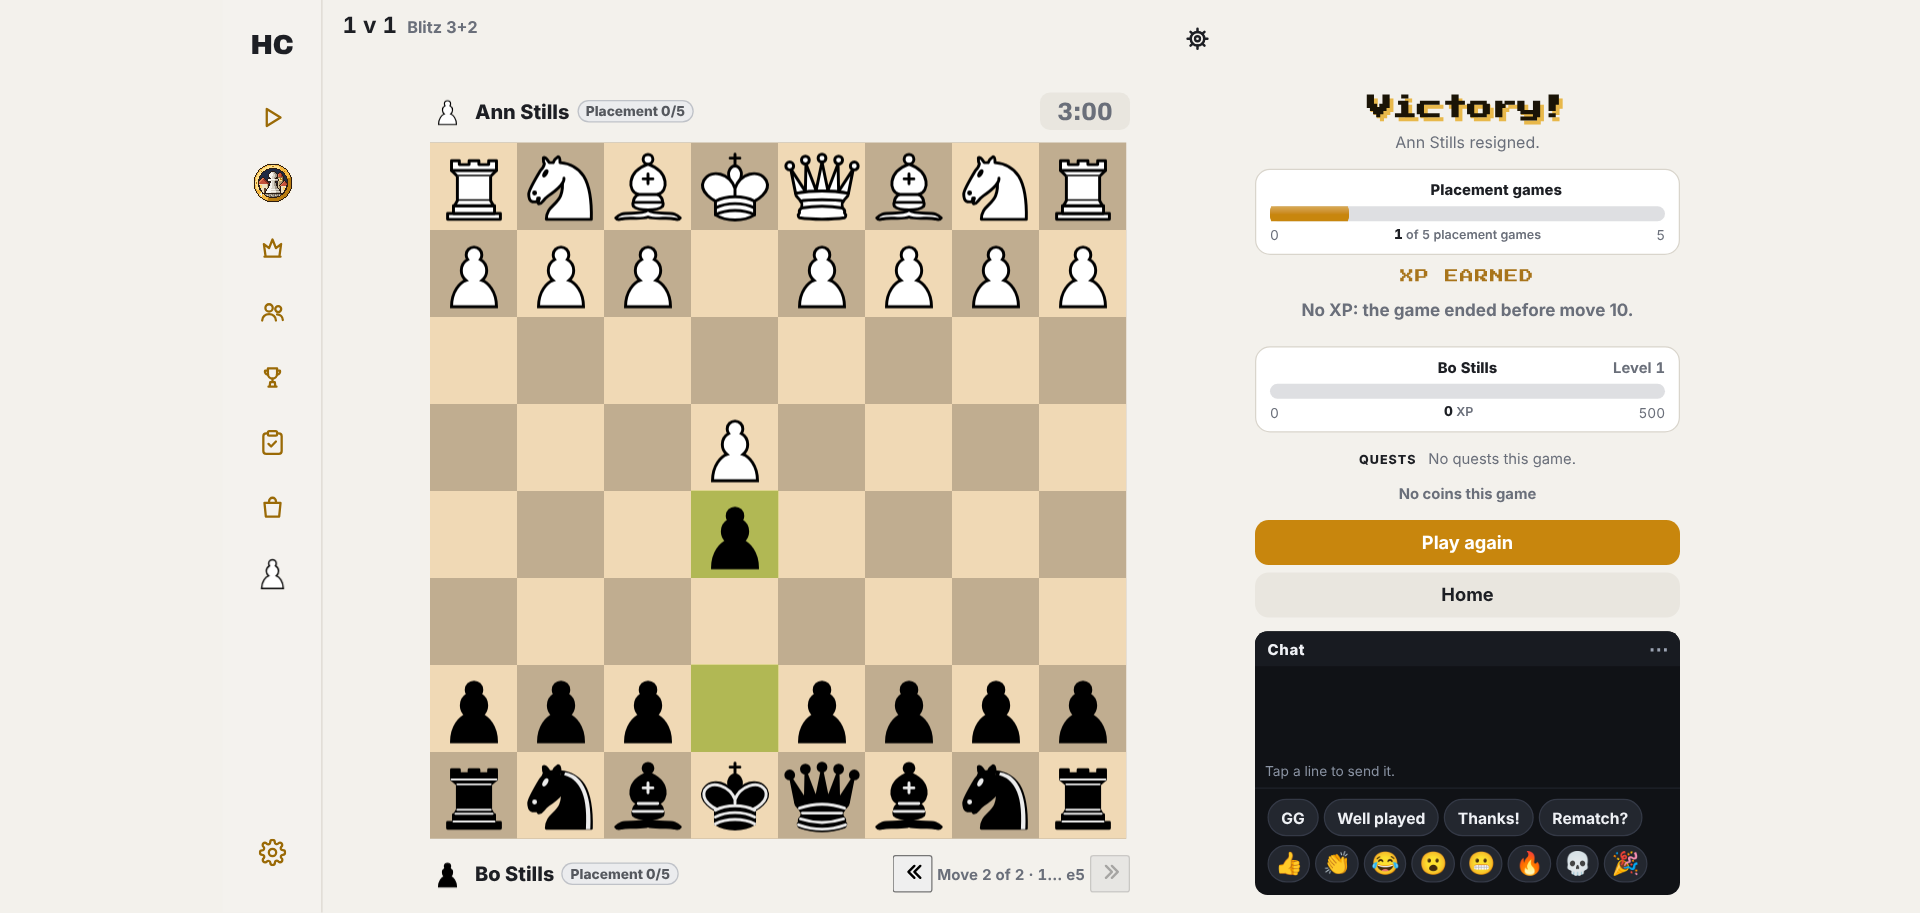 HC
1 v 1 Blitz 3+2
Ann Stills Placement 0/5
3:00
Bo Stills Placement 0/5
Move 2 of 2 · 1... e5
Victory!
Ann Stills resigned.
Placement games
0 1 of 5 placement games 5
XP EARNED
No XP: the game ended before move 10.
Bo Stills Level 1
0 0 XP 500
QUESTS No quests this game.
No coins this game
Play again
Home
Chat
Tap a line to send it.
GG Well played Thanks! Rematch?